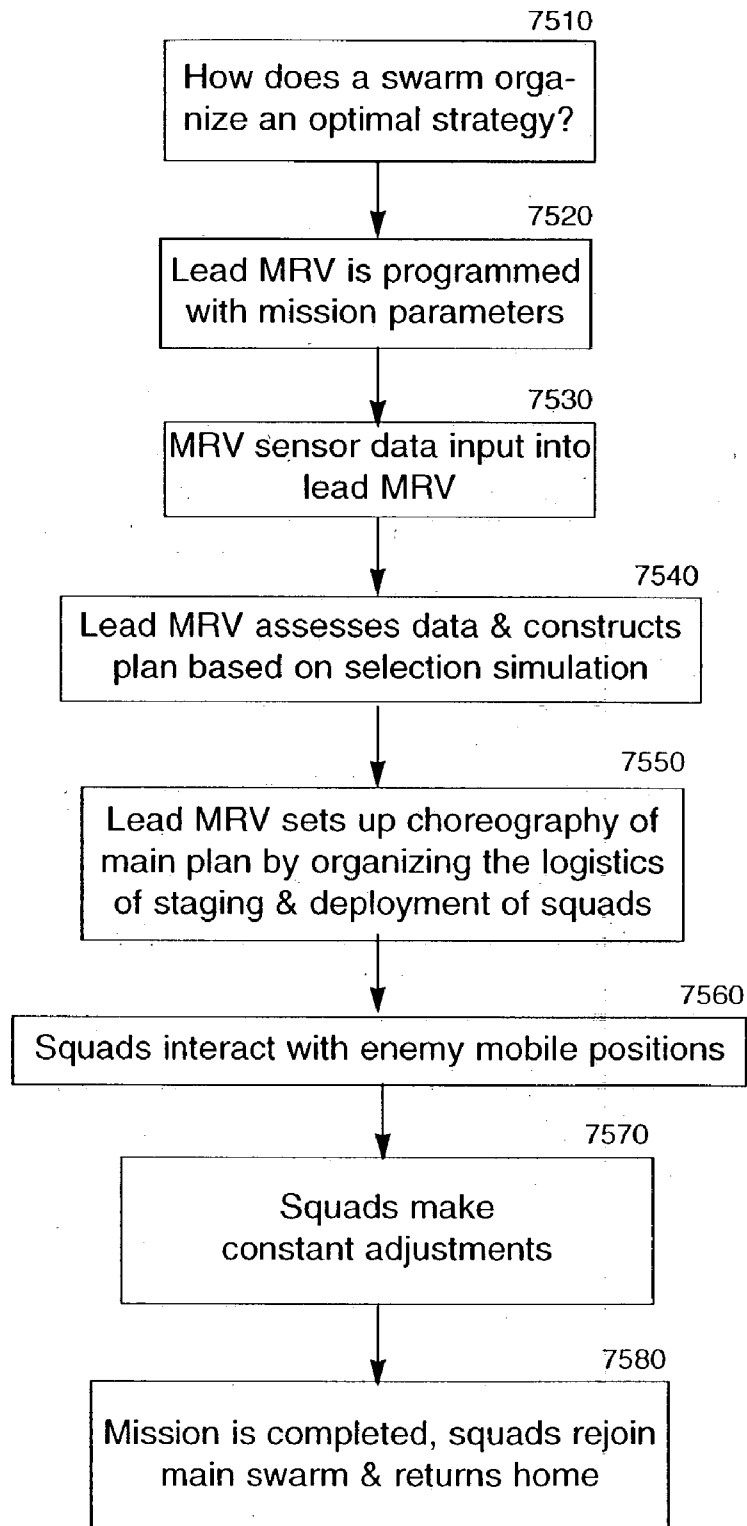 7510
How does a swarm orga-
nize an optimal strategy?
7520
Lead MRV is programmed
with mission parameters
7530
MRV sensor data input into
lead MRV
7540
Lead MRV assesses data & constructs
plan based on selection simulation
7550
Lead MRV sets up choreography of
main plan by organizing the logistics
of staging & deployment of squads
7560
Squads interact with enemy mobile positions
7570
Squads make
constant adjustments
7580
Mission is completed, squads rejoin
main swarm & returns home